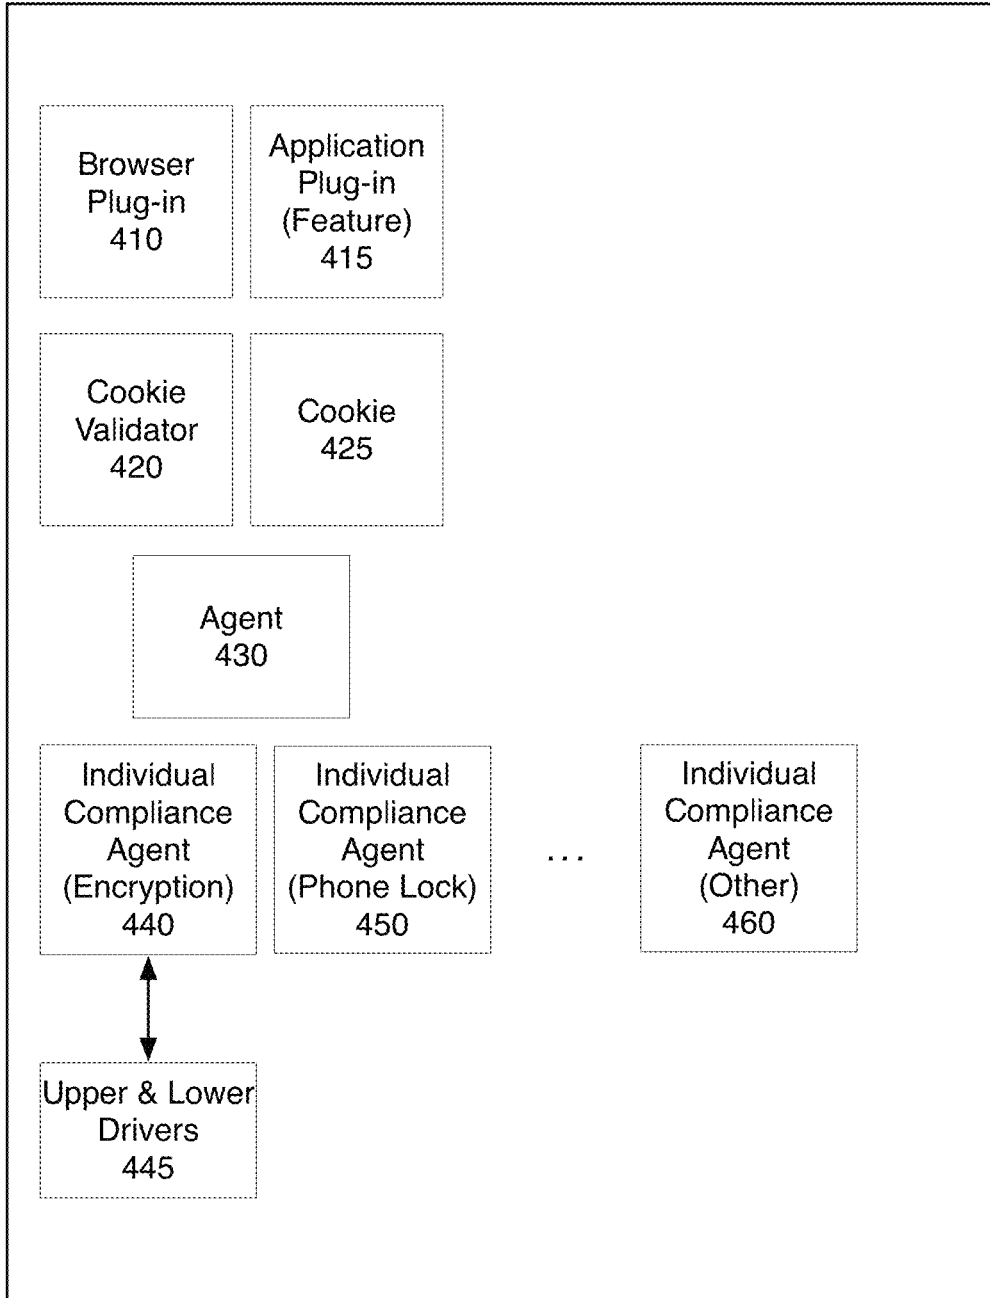 Browser
Plug-in
410
Application
Plug-in
(Feature)
415
Cookie
Validator
420
Cookie
425
Agent
430
Individual
Compliance
Agent
(Encryption)
440
Individual
Compliance
Agent
(Phone Lock)
450
...
Individual
Compliance
Agent
(Other)
460
Upper & Lower
Drivers
445